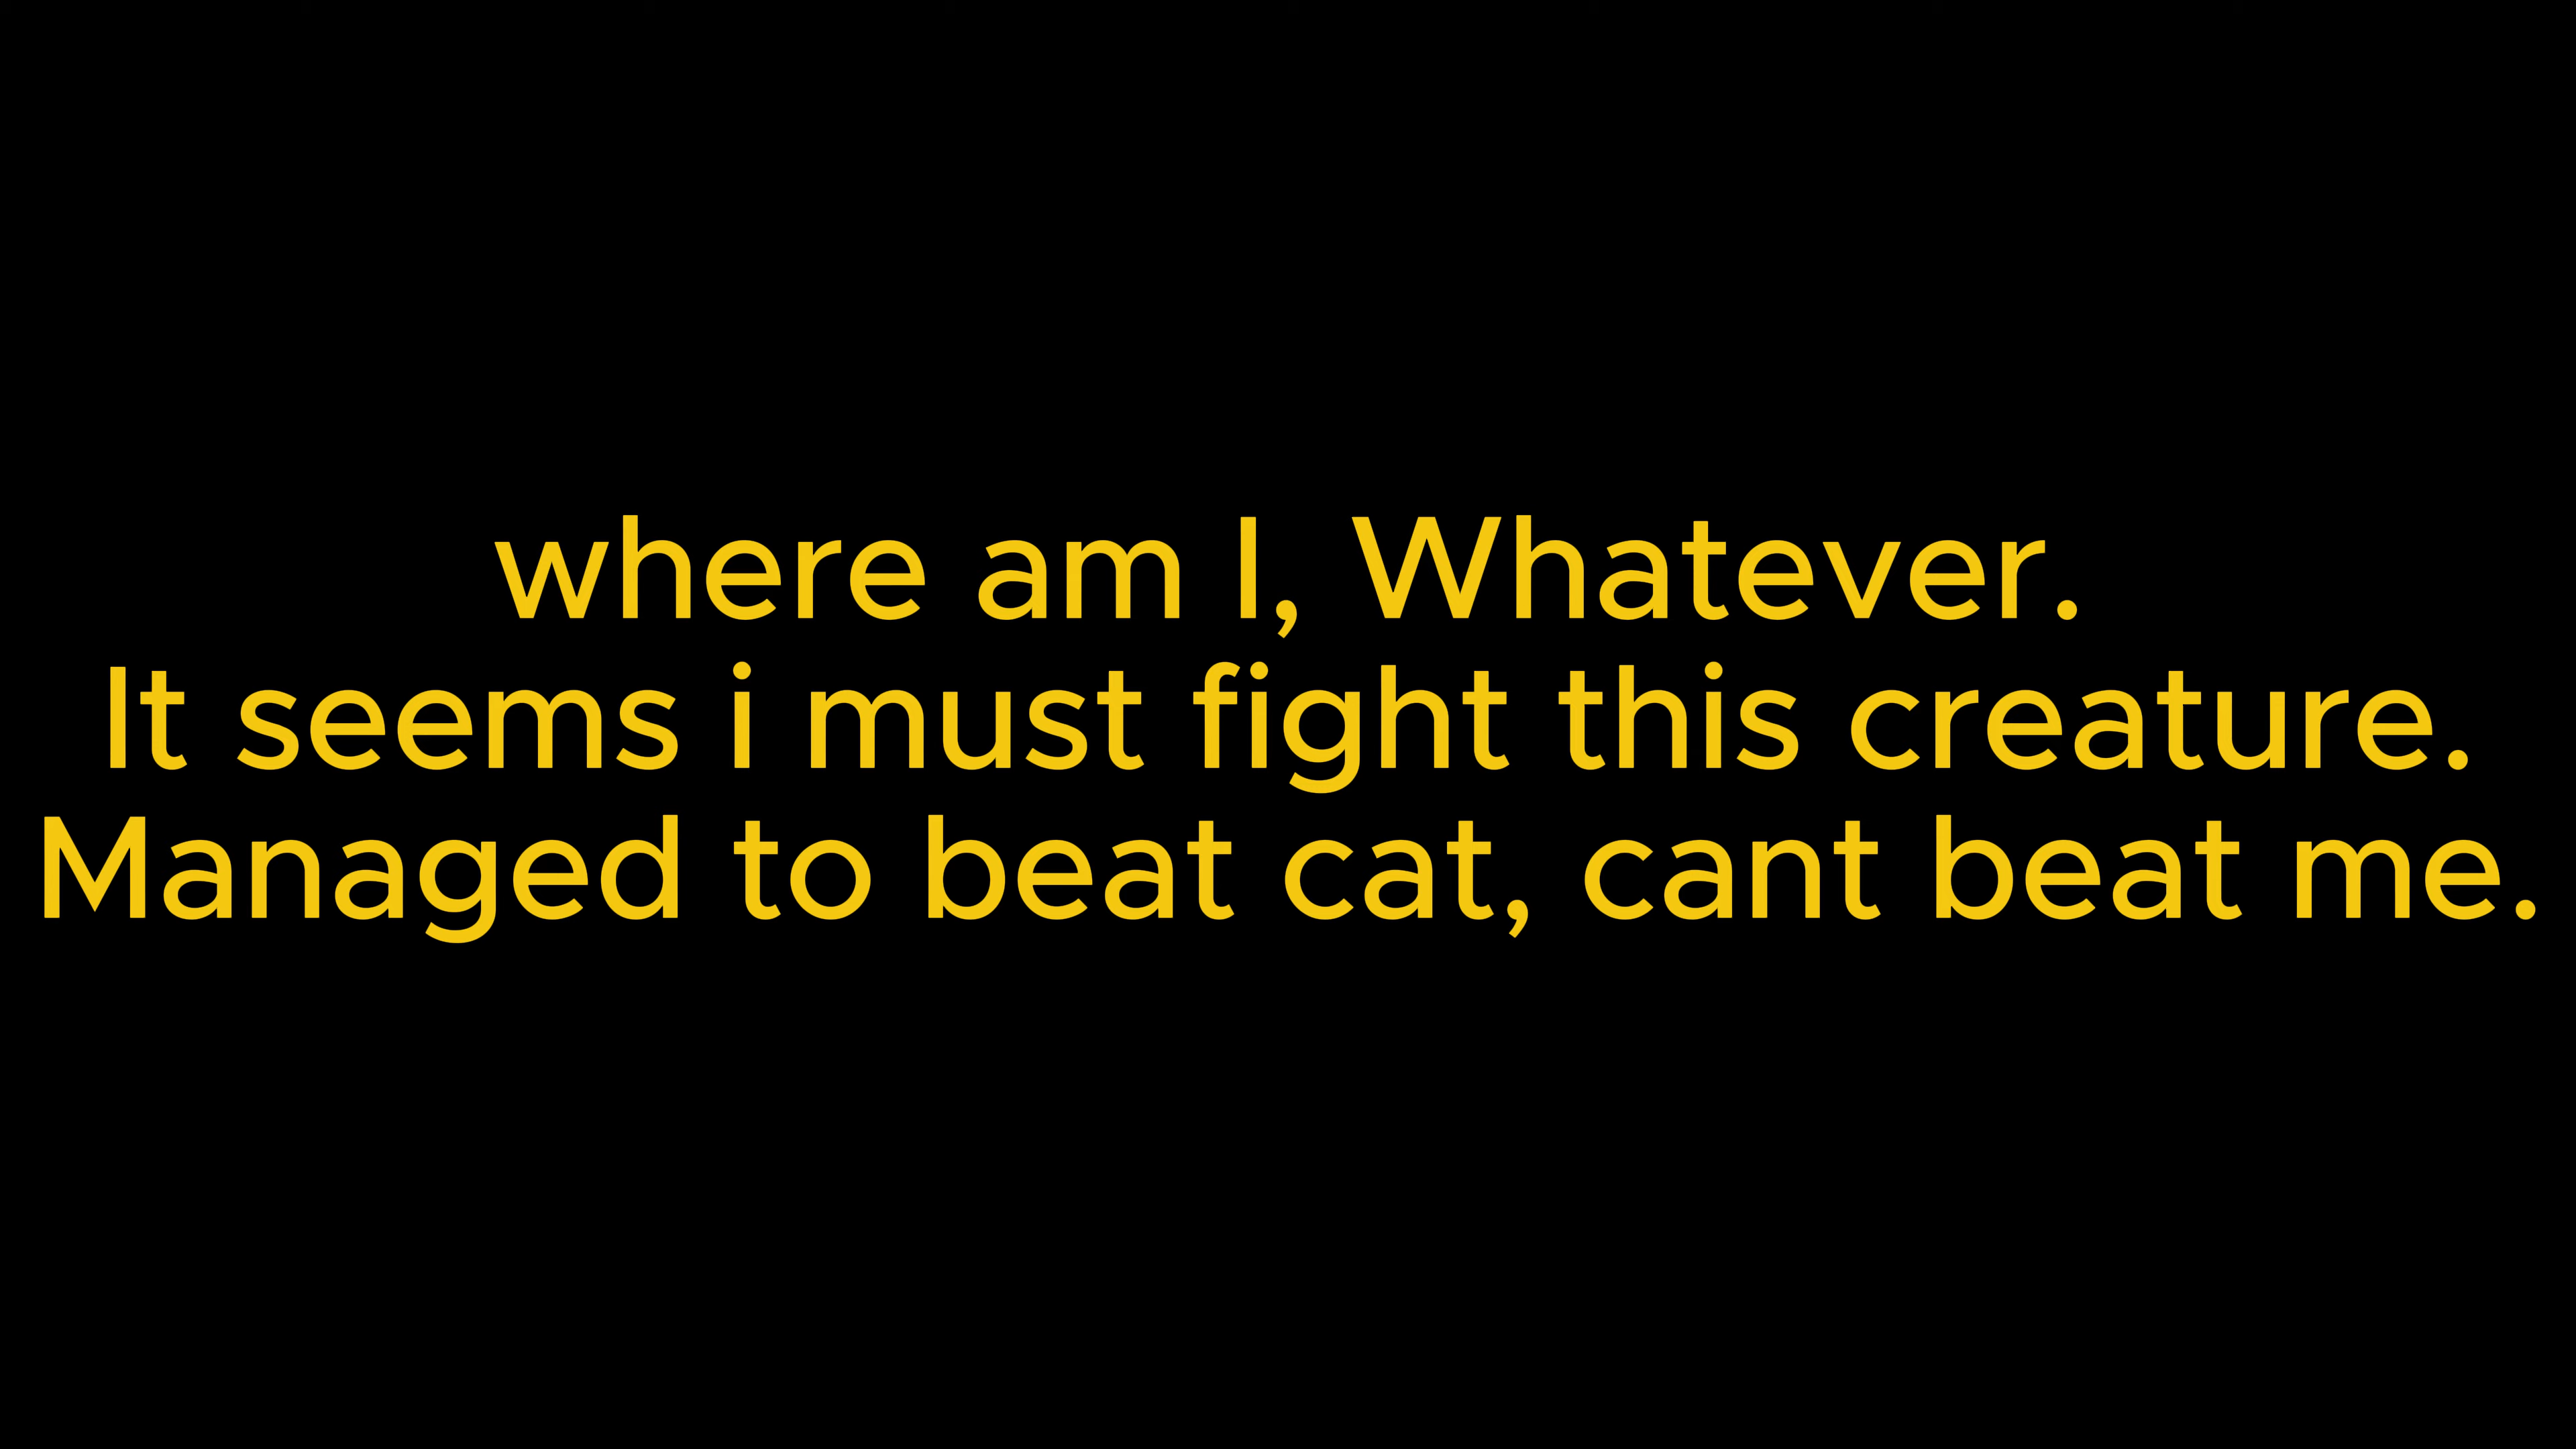 where am I, Whatever.
It seems i must fight this creature.
Managed to beat cat, cant beat me.